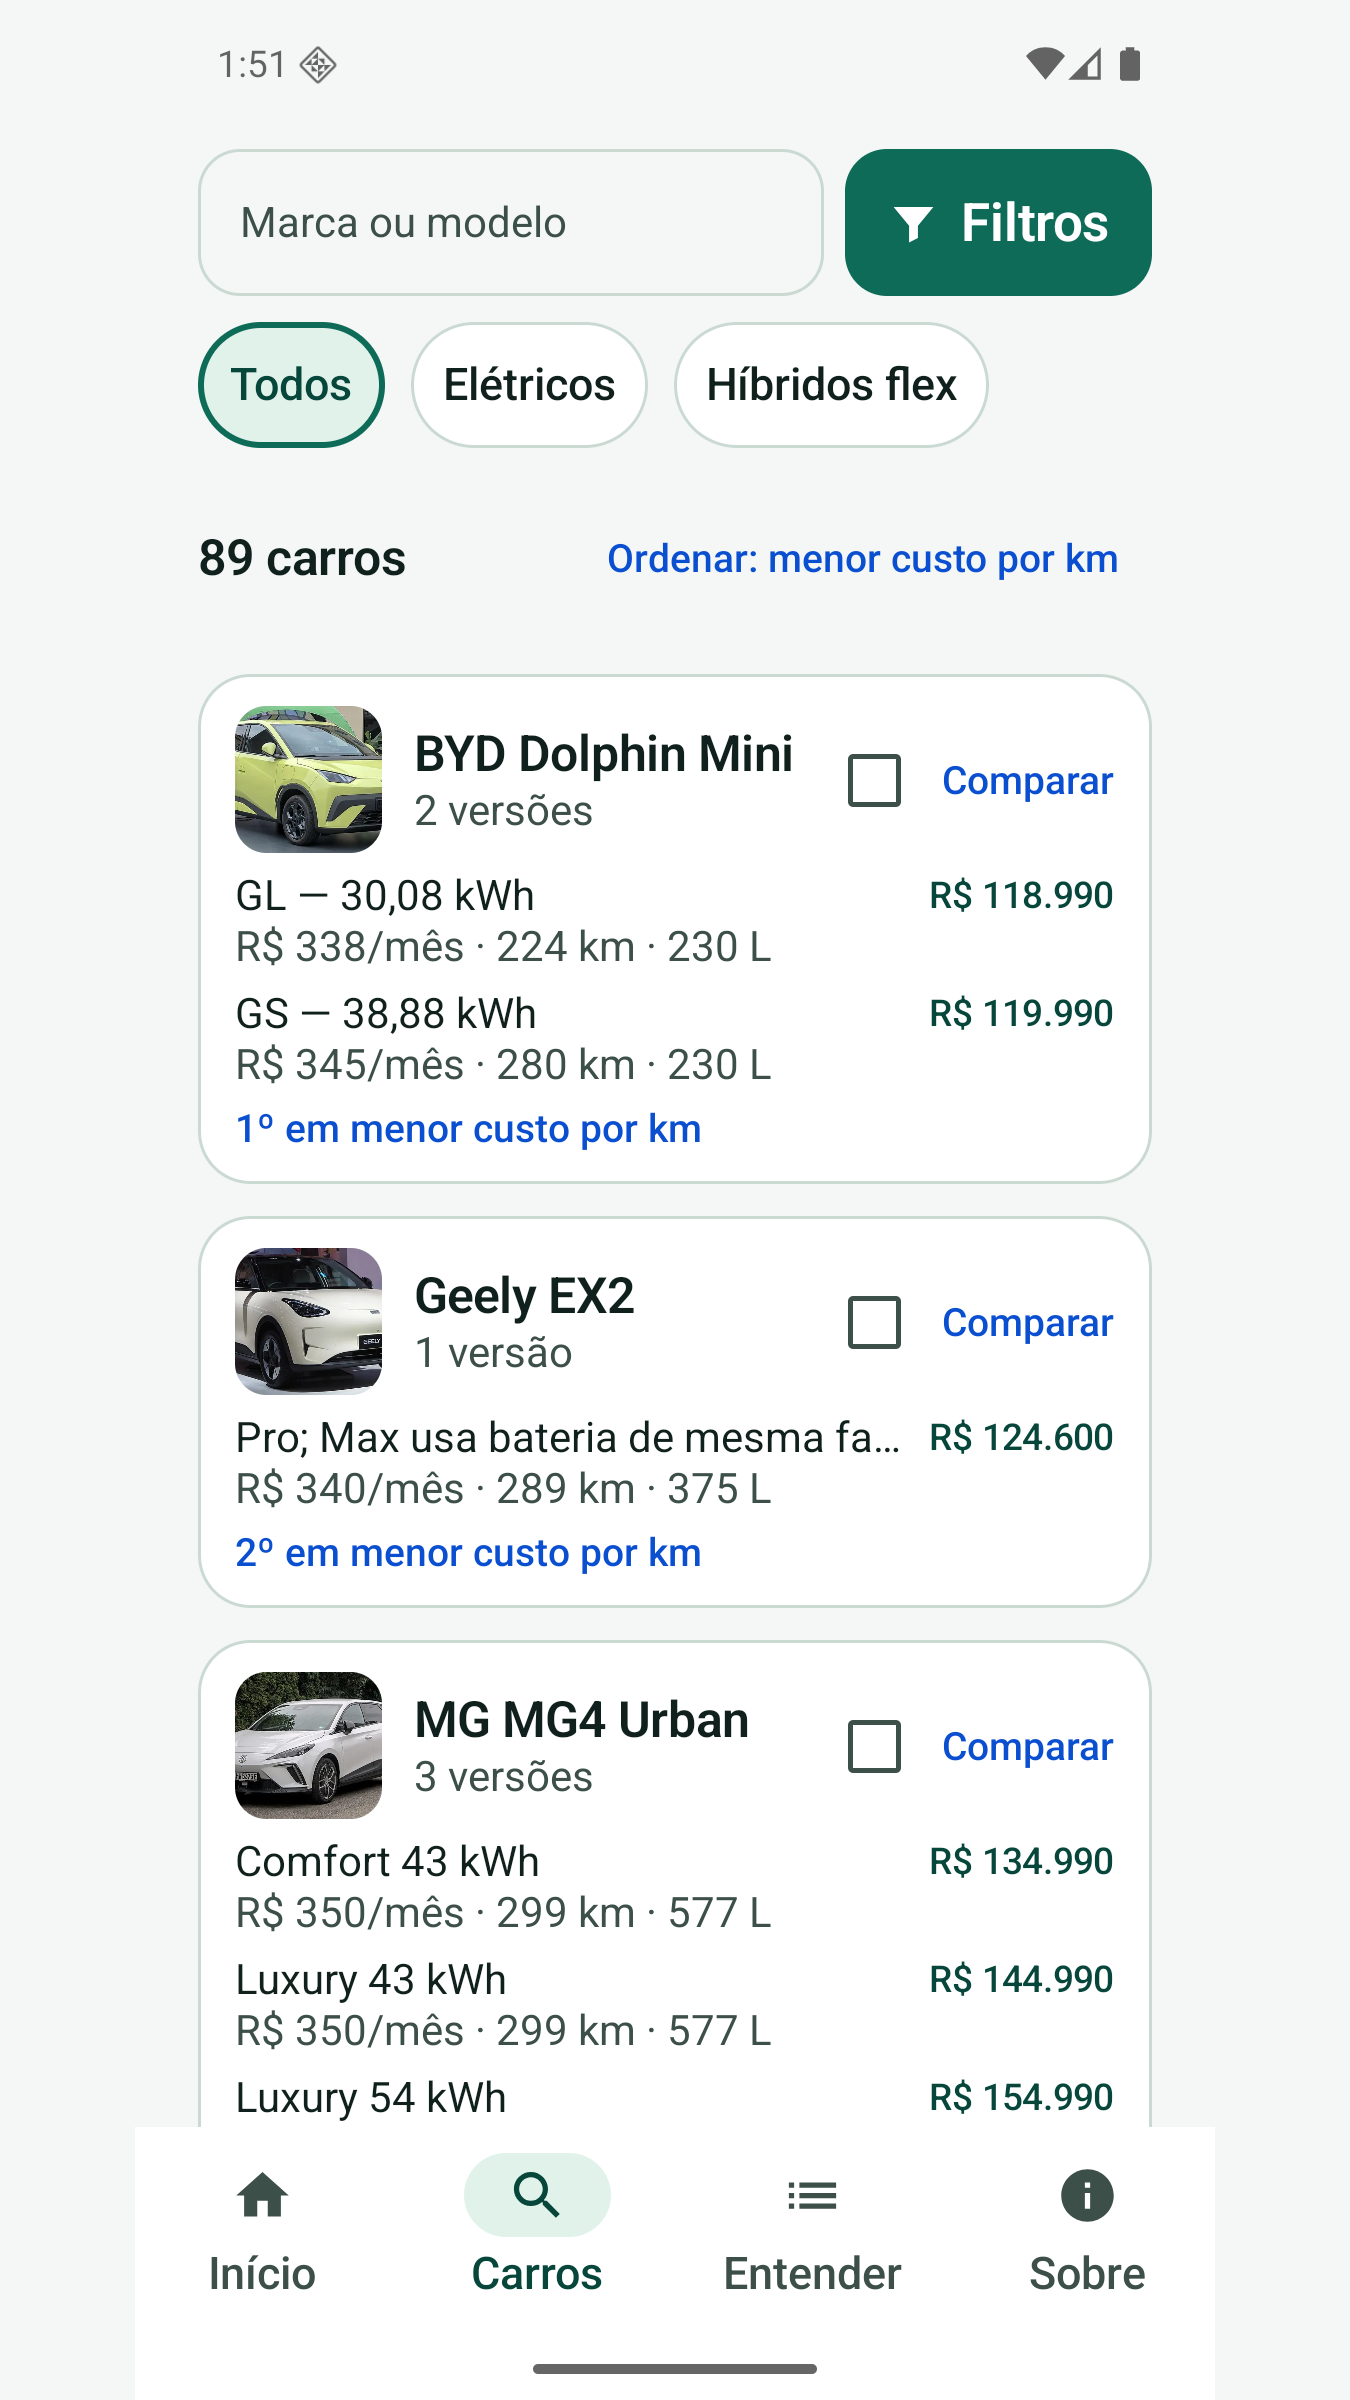 1:51
Marca ou modelo
Filtros
Todos
Elétricos
Híbridos flex
89 carros
Ordenar: menor custo por km
BYD Dolphin Mini
2 versões
Comparar
GL — 30,08 kWh
R$ 118.990
R$ 338/mês · 224 km · 230 L
GS — 38,88 kWh
R$ 119.990
R$ 345/mês · 280 km · 230 L
1º em menor custo por km
Geely EX2
1 versão
Comparar
Pro; Max usa bateria de mesma fa...
R$ 124.600
R$ 340/mês · 289 km · 375 L
2º em menor custo por km
MG MG4 Urban
3 versões
Comparar
Comfort 43 kWh
R$ 134.990
R$ 350/mês · 299 km · 577 L
Luxury 43 kWh
R$ 144.990
R$ 350/mês · 299 km · 577 L
Luxury 54 kWh
R$ 154.990
Início
Carros
Entender
Sobre